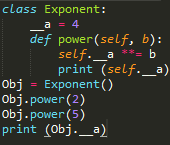 class Exponent:
    __a = 4
    def power(self, b):
        self.__a **= b
        print (self.__a)
Obj = Exponent()
Obj.power(2)
Obj.power(5)
print (Obj.__a)